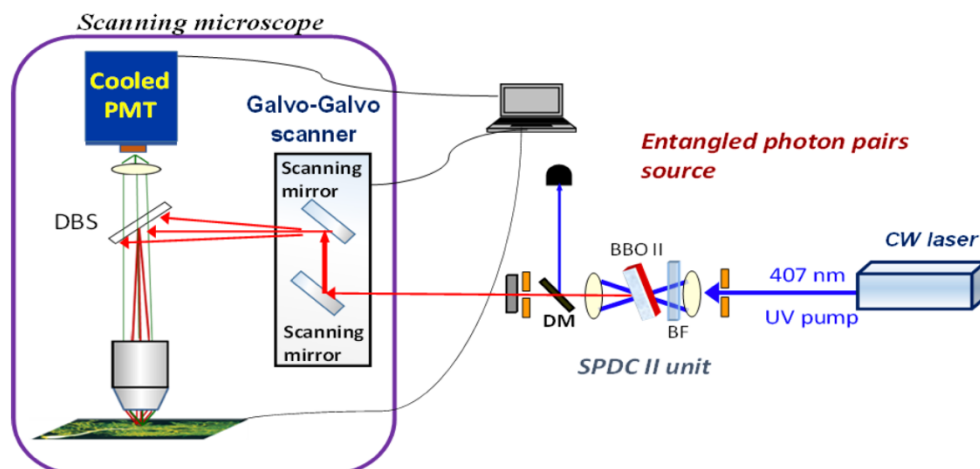 Scanning microscope
Cooled
PMT
Galvo-Galvo
scanner
Scanning
mirror
DBS
Scanning
mirror
Entangled photon pairs
source
CW laser
BBO II
407 nm
UV pump
DM
BF
SPDC II unit